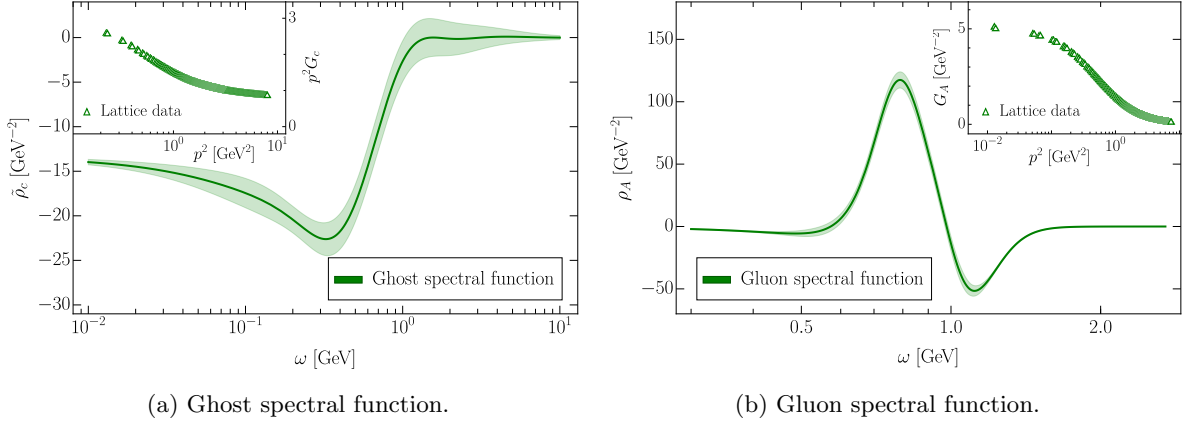 0
−5
−10
−15
−20
−25
−30
ρ̃_c [GeV⁻²]
10⁻²
10⁻¹
10⁰
10¹
ω [GeV]
Ghost spectral function
3
0
p²G_c
Lattice data
10⁰
10¹
p² [GeV²]
(a) Ghost spectral function.
150
100
50
0
−50
ρ_A [GeV⁻²]
0.5
1.0
2.0
ω [GeV]
Gluon spectral function
5
0
G_A [GeV⁻²]
Lattice data
10⁻²
10⁰
p² [GeV²]
(b) Gluon spectral function.